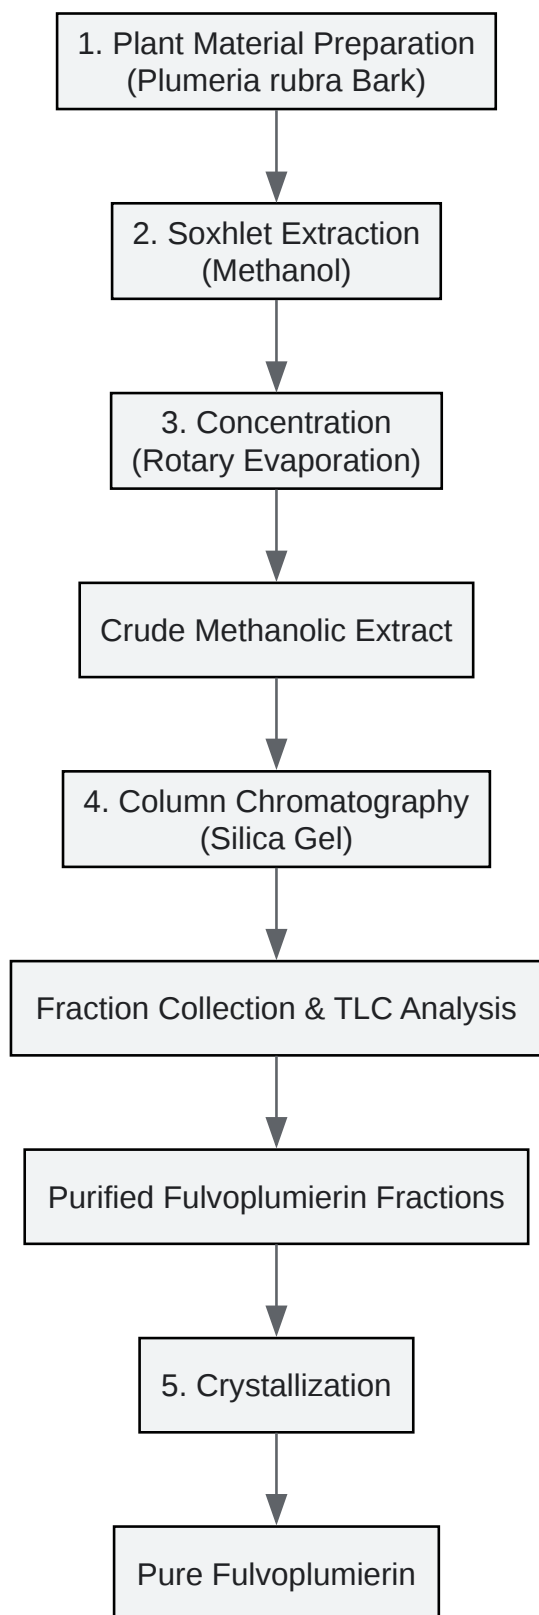 1. Plant Material Preparation
(Plumeria rubra Bark)
2. Soxhlet Extraction
(Methanol)
3. Concentration
(Rotary Evaporation)
Crude Methanolic Extract
4. Column Chromatography
(Silica Gel)
Fraction Collection & TLC Analysis
Purified Fulvoplumierin Fractions
5. Crystallization
Pure Fulvoplumierin